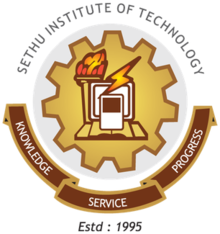 SETHU INSTITUTE OF TECHNOLOGY
KNOWLEDGE
SERVICE
PROGRESS
Estd : 1995